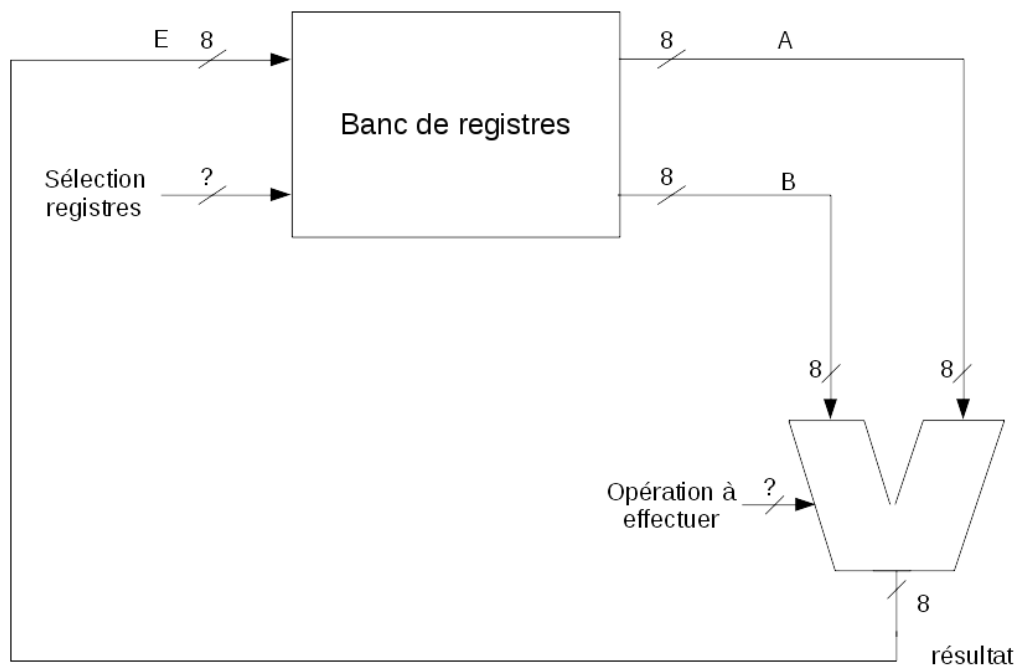 E 8
8 A
Banc de registres
Sélection
registres
?
8
B
8
8
Opération à
effectuer
?
8
résultat